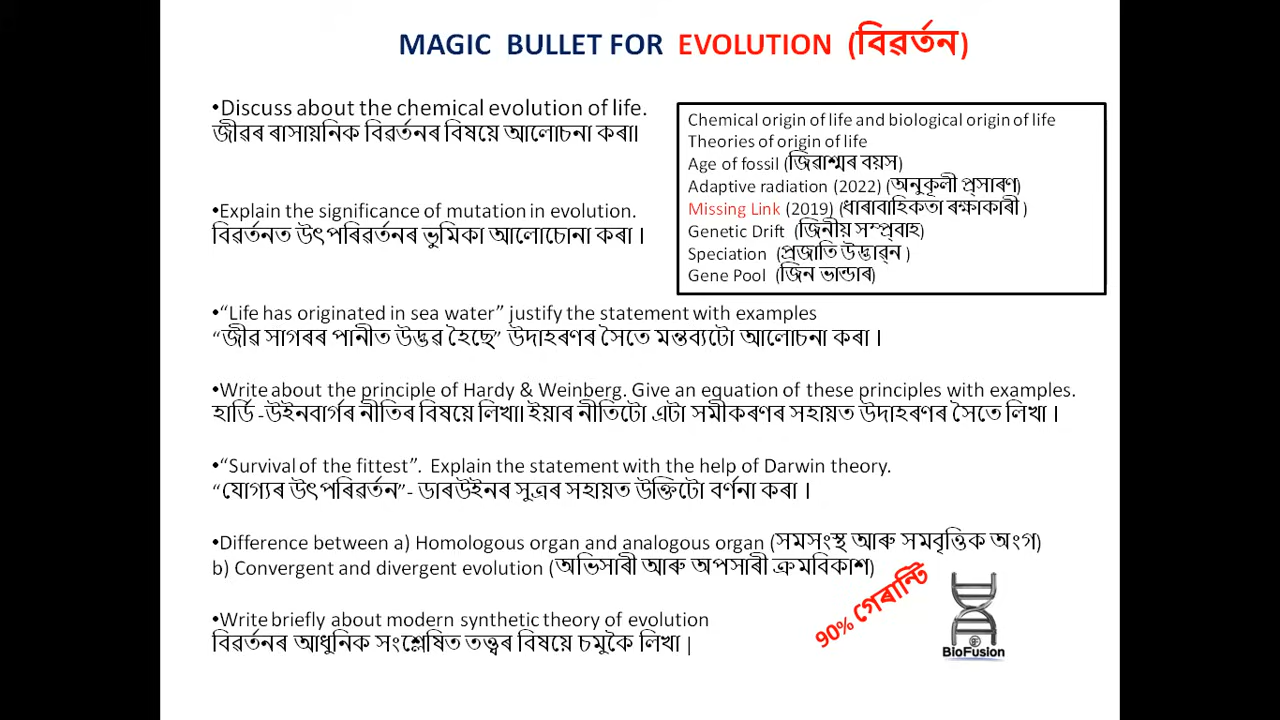 MAGIC BULLET FOR EVOLUTION (বিৱৰ্তন)
•Discuss about the chemical evolution of life.
জীৱৰ ৰাসায়নিক বিৱৰ্তনৰ বিষয়ে আলোচনা কৰা।
•Explain the significance of mutation in evolution.
বিৱৰ্তনত উৎপৰিৱৰ্তনৰ ভুমিকা আলোচোনা কৰা ।
Chemical origin of life and biological origin of life
Theories of origin of life
Age of fossil (জিৱাশ্মৰ বয়স)
Adaptive radiation (2022) (অনুকূলী প্ৰসাৰণ)
Missing Link (2019) (ধাৰাবাহিকতা ৰক্ষাকাৰী )
Genetic Drift (জিনীয় সম্প্ৰবাহ)
Speciation (প্ৰজাতি উদ্ভাৱন )
Gene Pool (জিন ভান্ডাৰ)
•“Life has originated in sea water” justify the statement with examples
“জীৱ সাগৰৰ পানীত উদ্ভৱ হৈছে” উদাহৰণৰ সৈতে মন্তব্যটো আলোচনা কৰা ।
•Write about the principle of Hardy & Weinberg. Give an equation of these principles with examples.
হাৰ্ডি -উইনবাৰ্গৰ নীতিৰ বিষয়ে লিখা। ইয়াৰ নীতিটো এটা সমীকৰণৰ সহায়ত উদাহৰণৰ সৈতে লিখা ।
•“Survival of the fittest”. Explain the statement with the help of Darwin theory.
“যোগ্যৰ উৎপৰিৱৰ্তন”- ডাৰউইনৰ সুত্ৰৰ সহায়ত উক্তিটো বৰ্ণনা কৰা ।
•Difference between a) Homologous organ and analogous organ (সমসংস্থ আৰু সমবৃত্তিক অংগ)
b) Convergent and divergent evolution (অভিসাৰী আৰু অপসাৰী ক্ৰমবিকাশ)
•Write briefly about modern synthetic theory of evolution
বিৱৰ্তনৰ আধুনিক সংশ্লেষিত তত্ত্বৰ বিষয়ে চমুকৈ লিখা |
90% গেৰান্টি
BioFusion